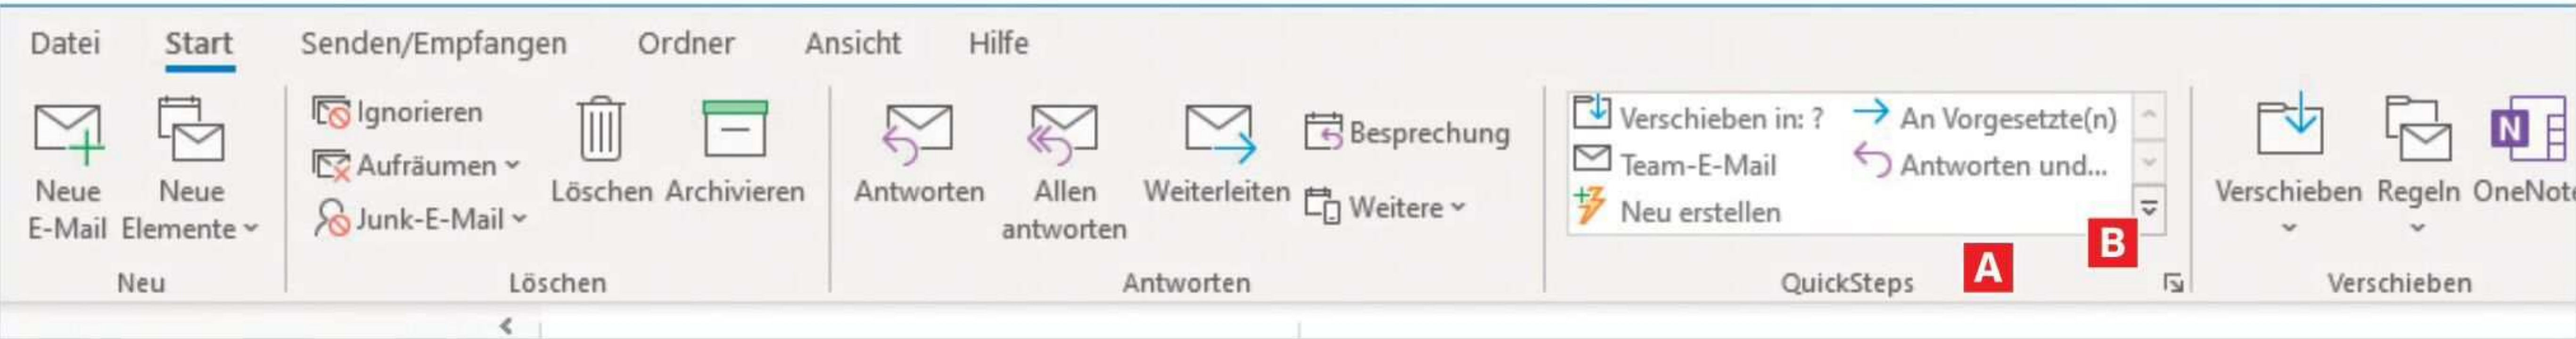 Datei Start Senden/Empfangen Ordner Ansicht Hilfe
Neue E-Mail
Neue Elemente
Ignorieren
Aufräumen
Junk-E-Mail
Löschen
Archivieren
Antworten
Allen antworten
Weiterleiten
Besprechung
Weitere
Verschieben in: ?
Team-E-Mail
Neu erstellen
An Vorgesetzte(n)
Antworten und...
B
Verschieben
Regeln
N
OneNote
Neu
Löschen
Antworten
QuickSteps
A
Verschieben